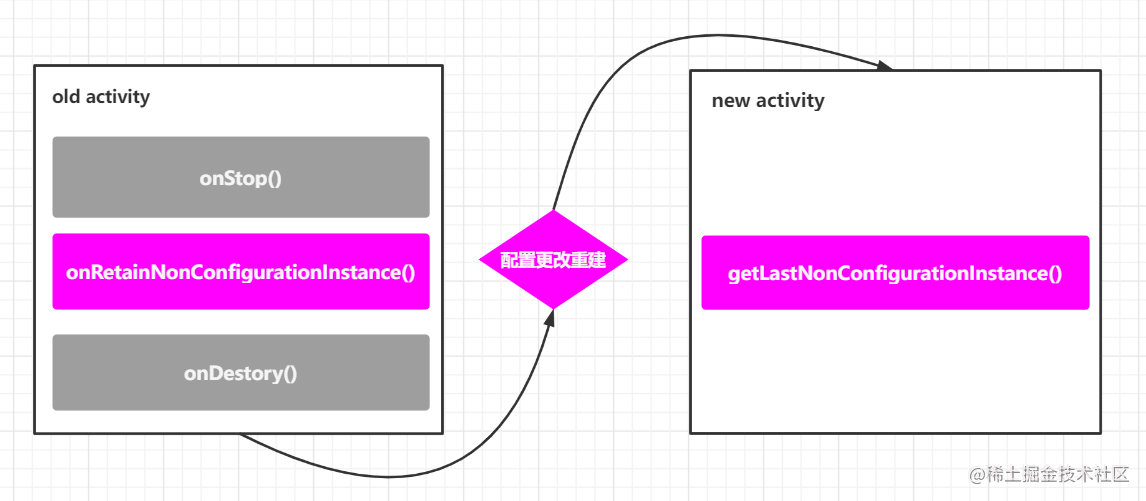 old activity
onStop()
onRetainNonConfigurationInstance()
onDestory()
配置更改重建
new activity
getLastNonConfigurationInstance()
@稀土掘金技术社区